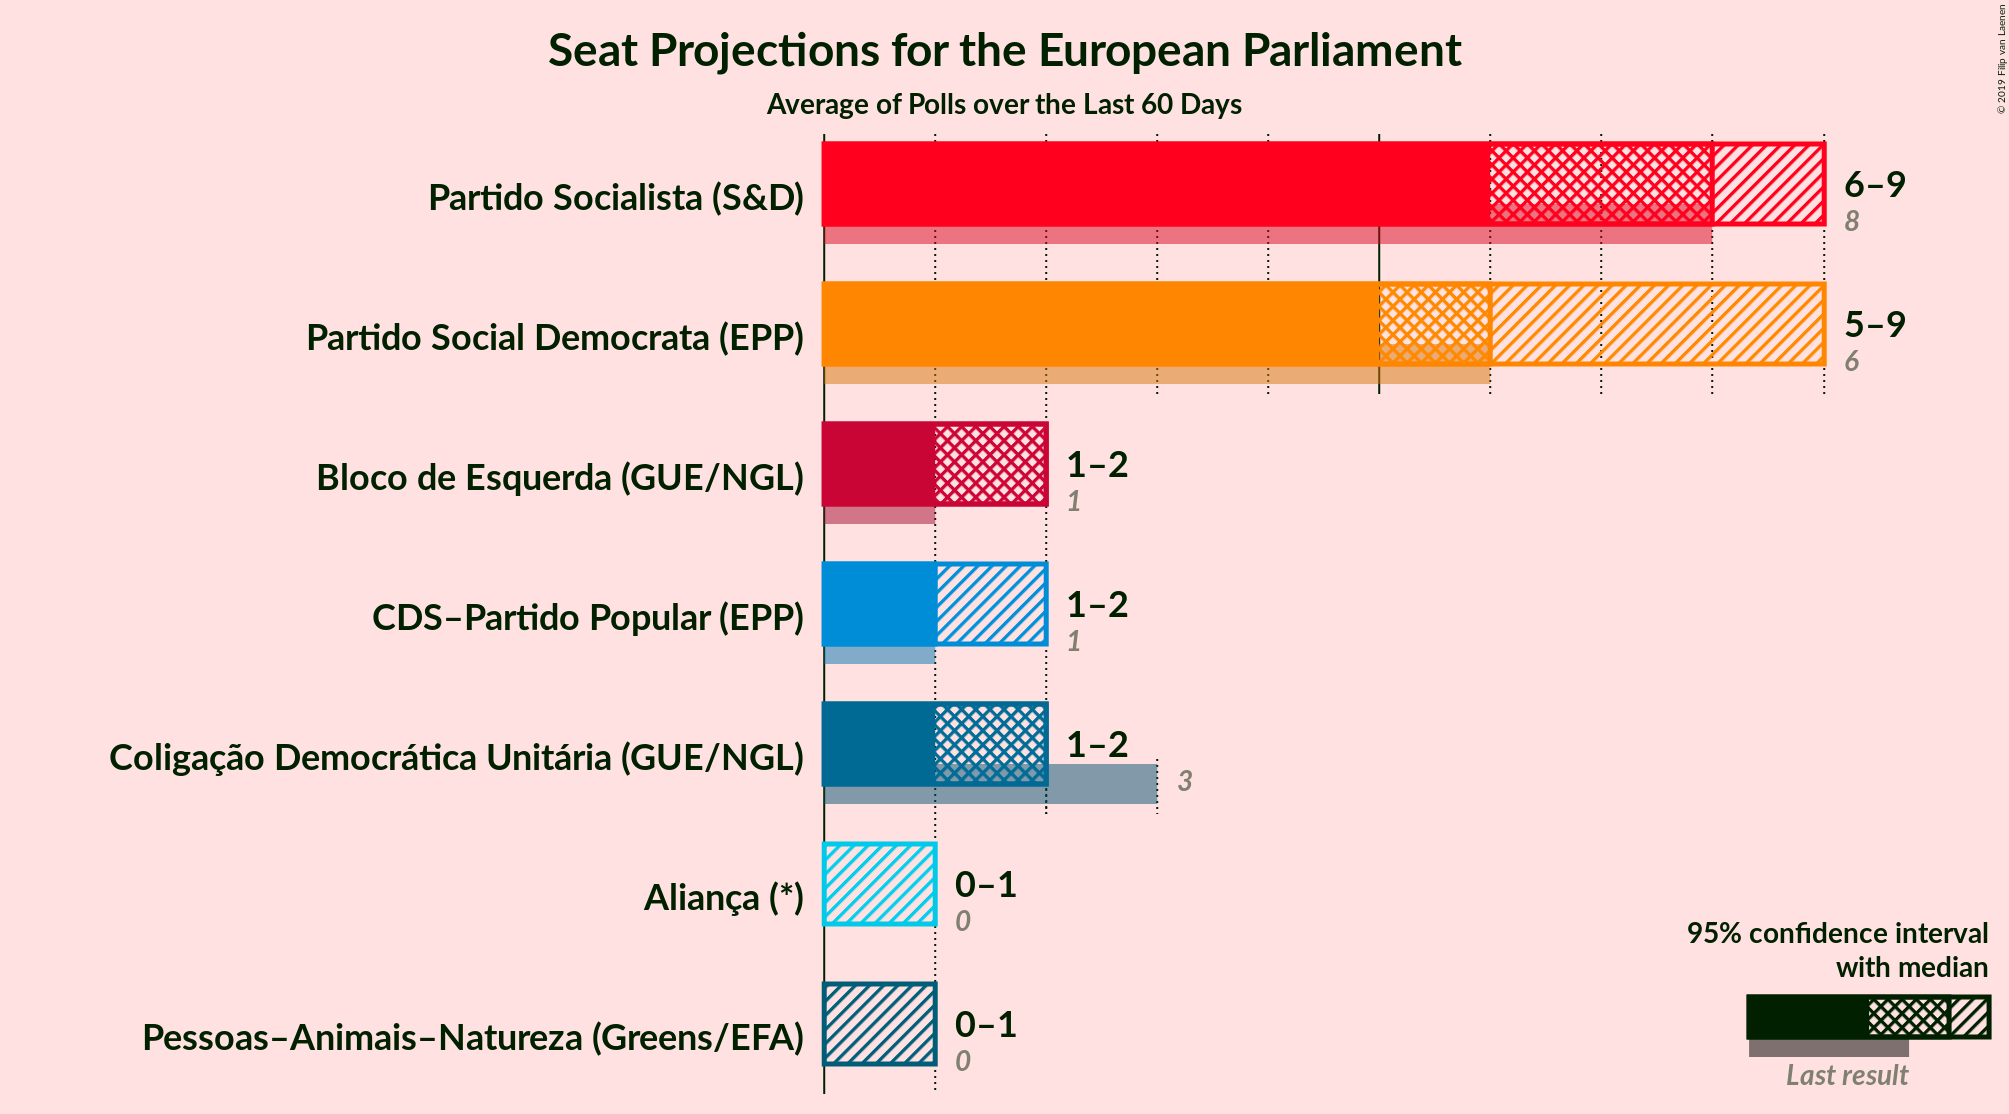 Seat Projections for the European Parliament
Average of Polls over the Last 60 Days
© 2019 Filip van Laenen
Partido Socialista (S&D)
6–9
8
Partido Social Democrata (EPP)
5–9
6
Bloco de Esquerda (GUE/NGL)
1–2
1
CDS–Partido Popular (EPP)
1–2
1
Coligação Democrática Unitária (GUE/NGL)
1–2
3
Aliança (*)
0–1
0
Pessoas–Animais–Natureza (Greens/EFA)
0–1
0
95% confidence interval
with median
Last result